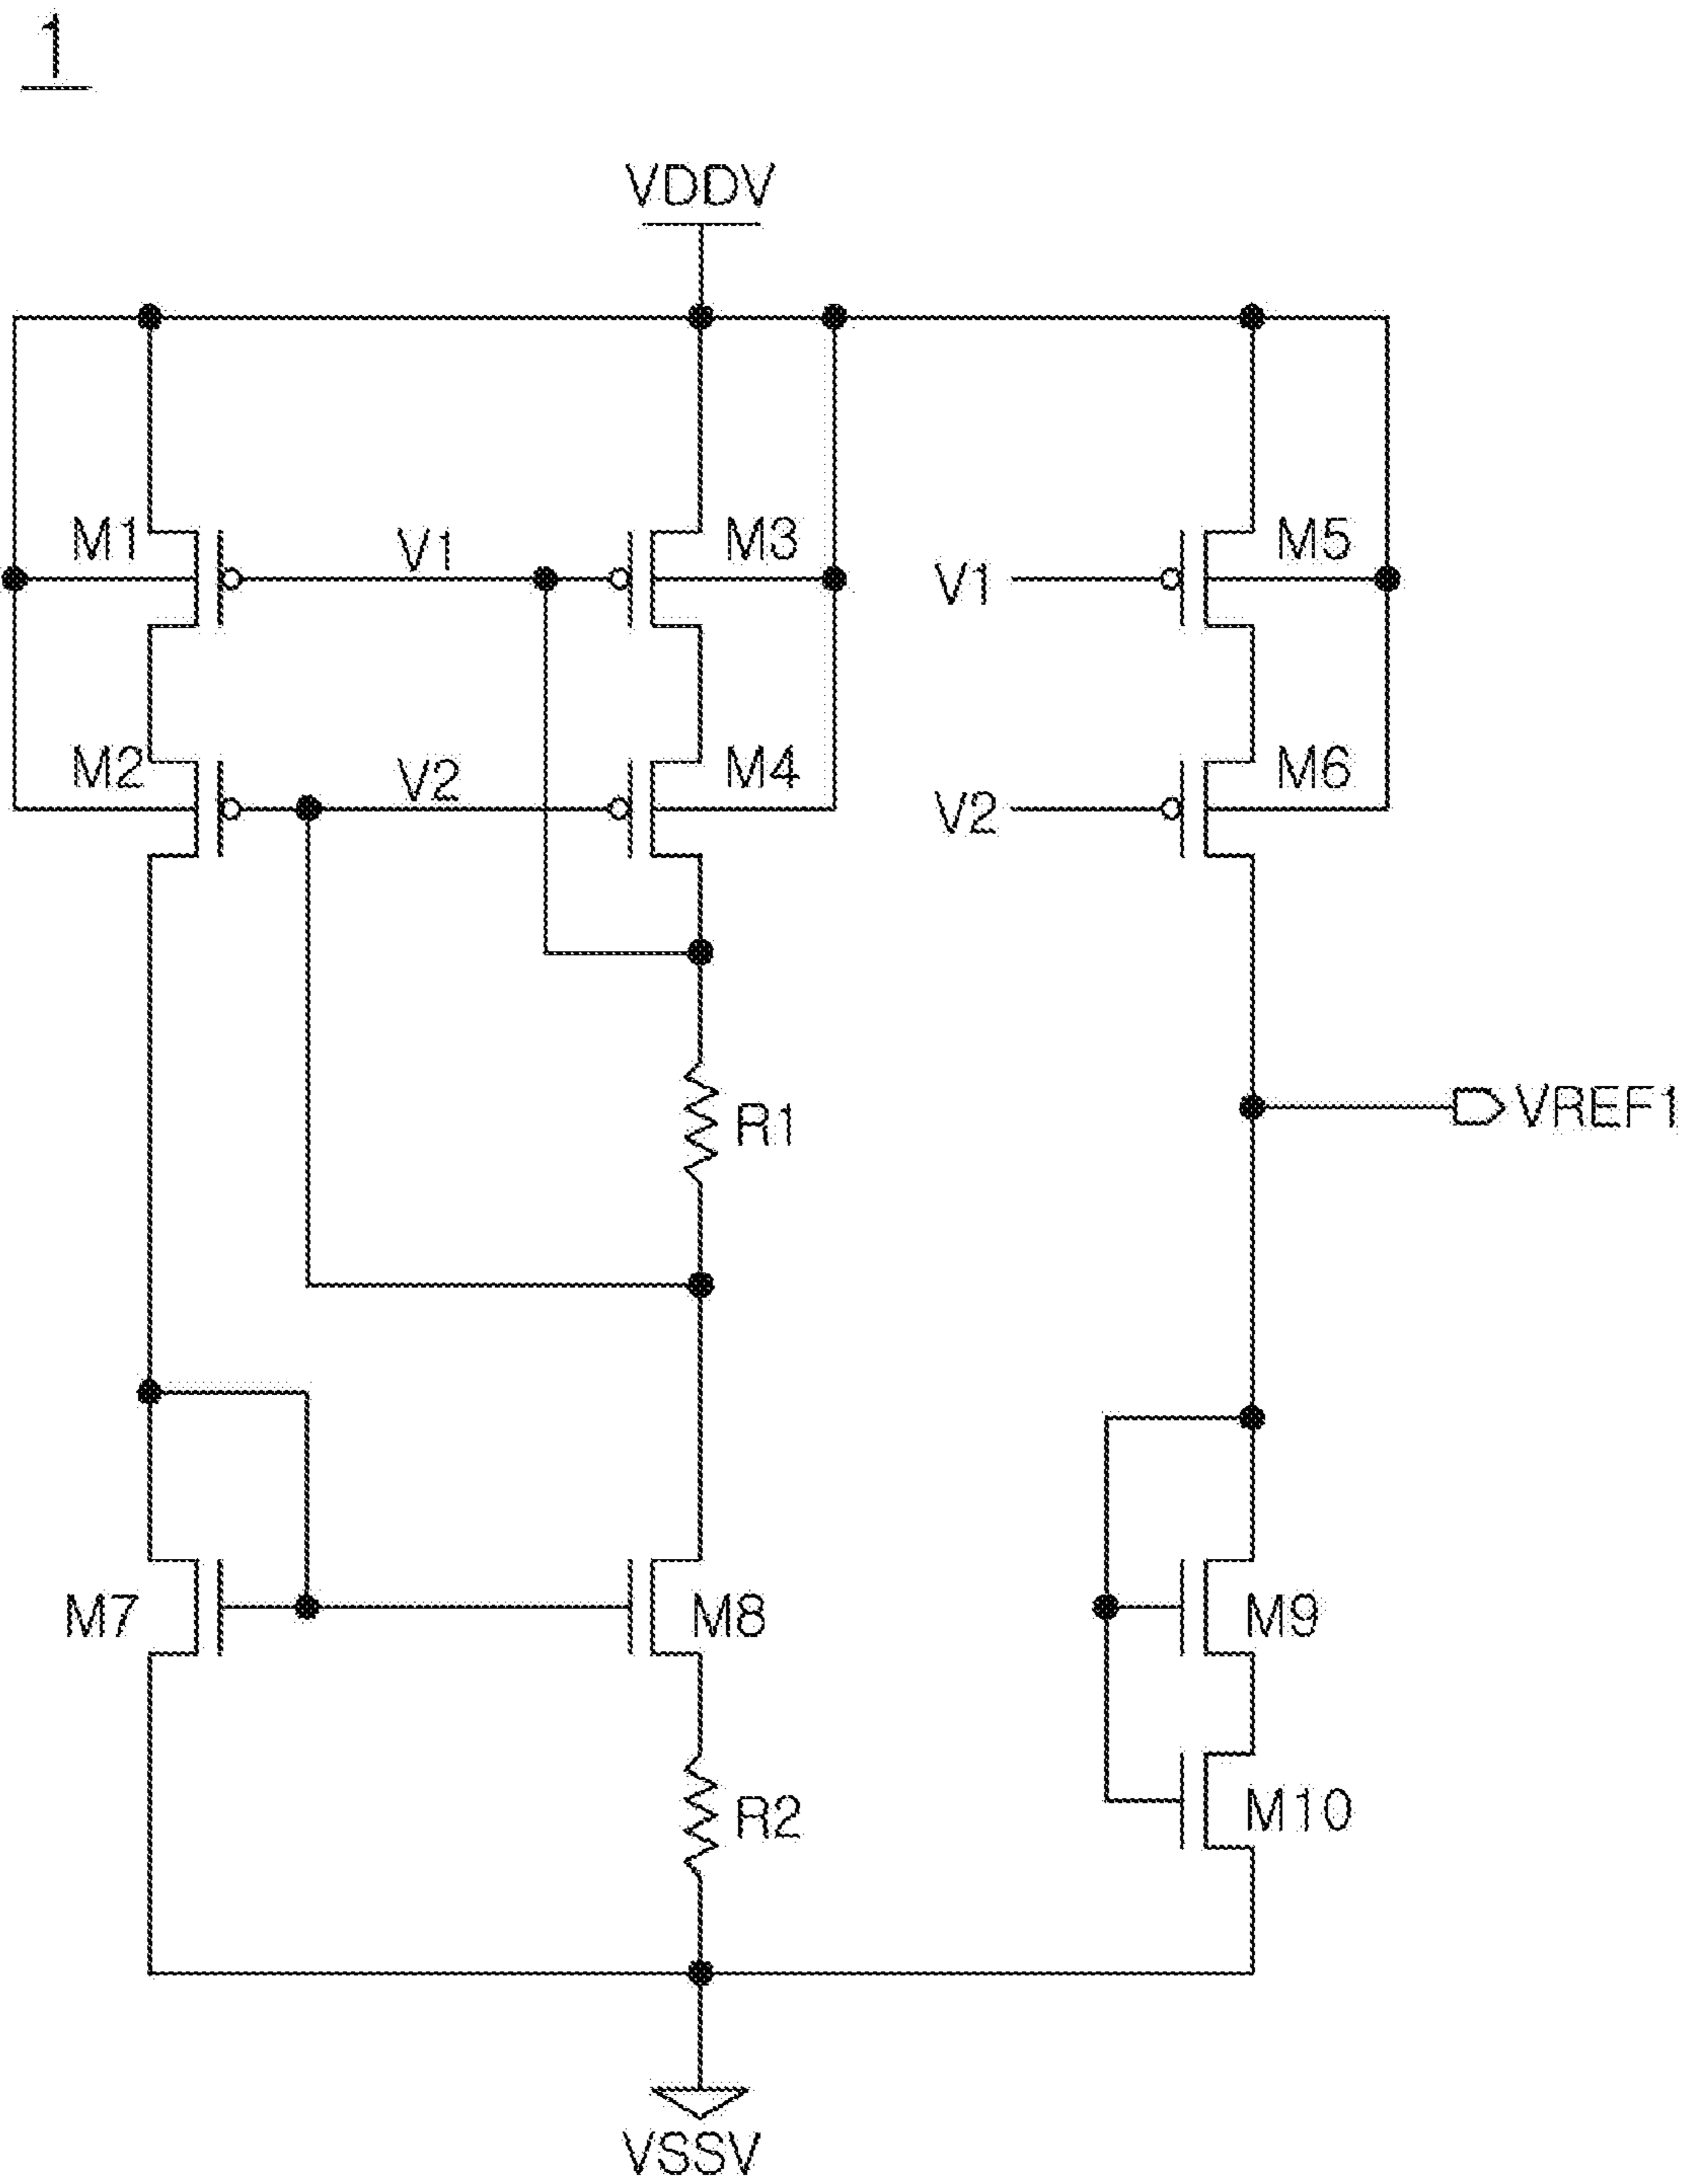 1
VDDV
M1 V1 M3 V1 M5
M2 V2 M4 V2 M6
R1
VREF1
M7 M8 M9
R2 M10
VSSV